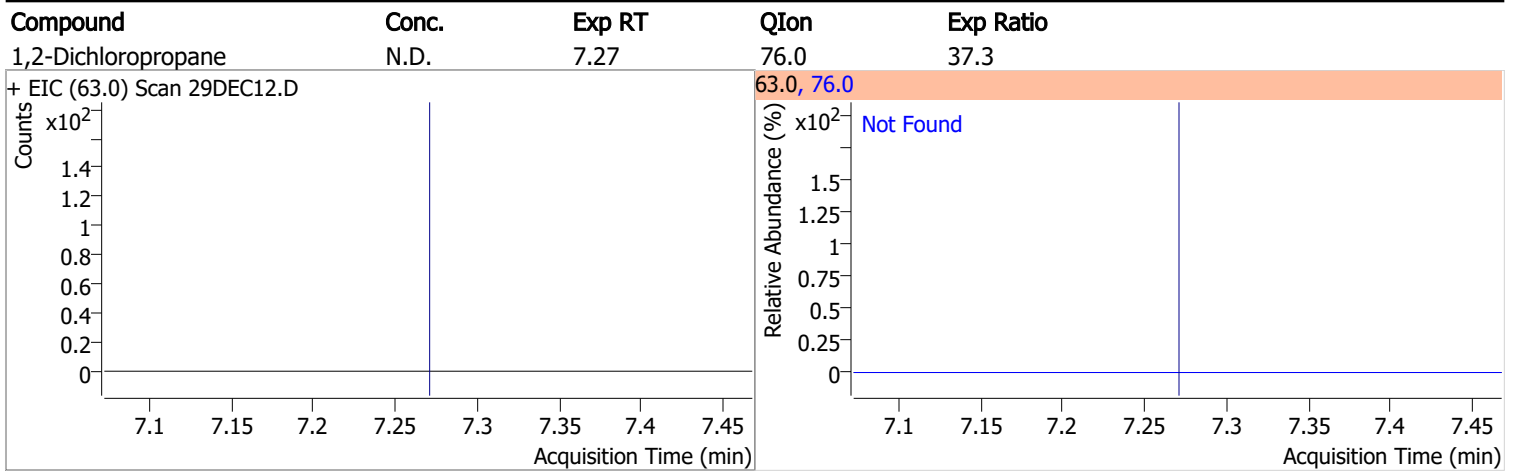 Compound Conc. Exp RT QIon Exp Ratio
1,2-Dichloropropane N.D. 7.27 76.0 37.3
+ EIC (63.0) Scan 29DEC12.D
Counts
x10²
1.4
1.2
1
0.8
0.6
0.4
0.2
0
7.1 7.15 7.2 7.25 7.3 7.35 7.4 7.45
Acquisition Time (min)
63.0, 76.0
Relative Abundance (%)
x10²
Not Found
1.5
1.25
1
0.75
0.5
0.25
0
7.1 7.15 7.2 7.25 7.3 7.35 7.4 7.45
Acquisition Time (min)